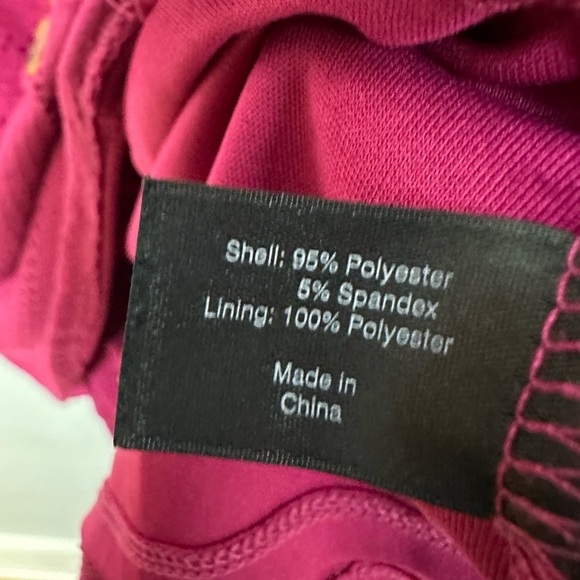 Shell: 95% Polyester
5% Spandex
Lining: 100% Polyester
Made in
China